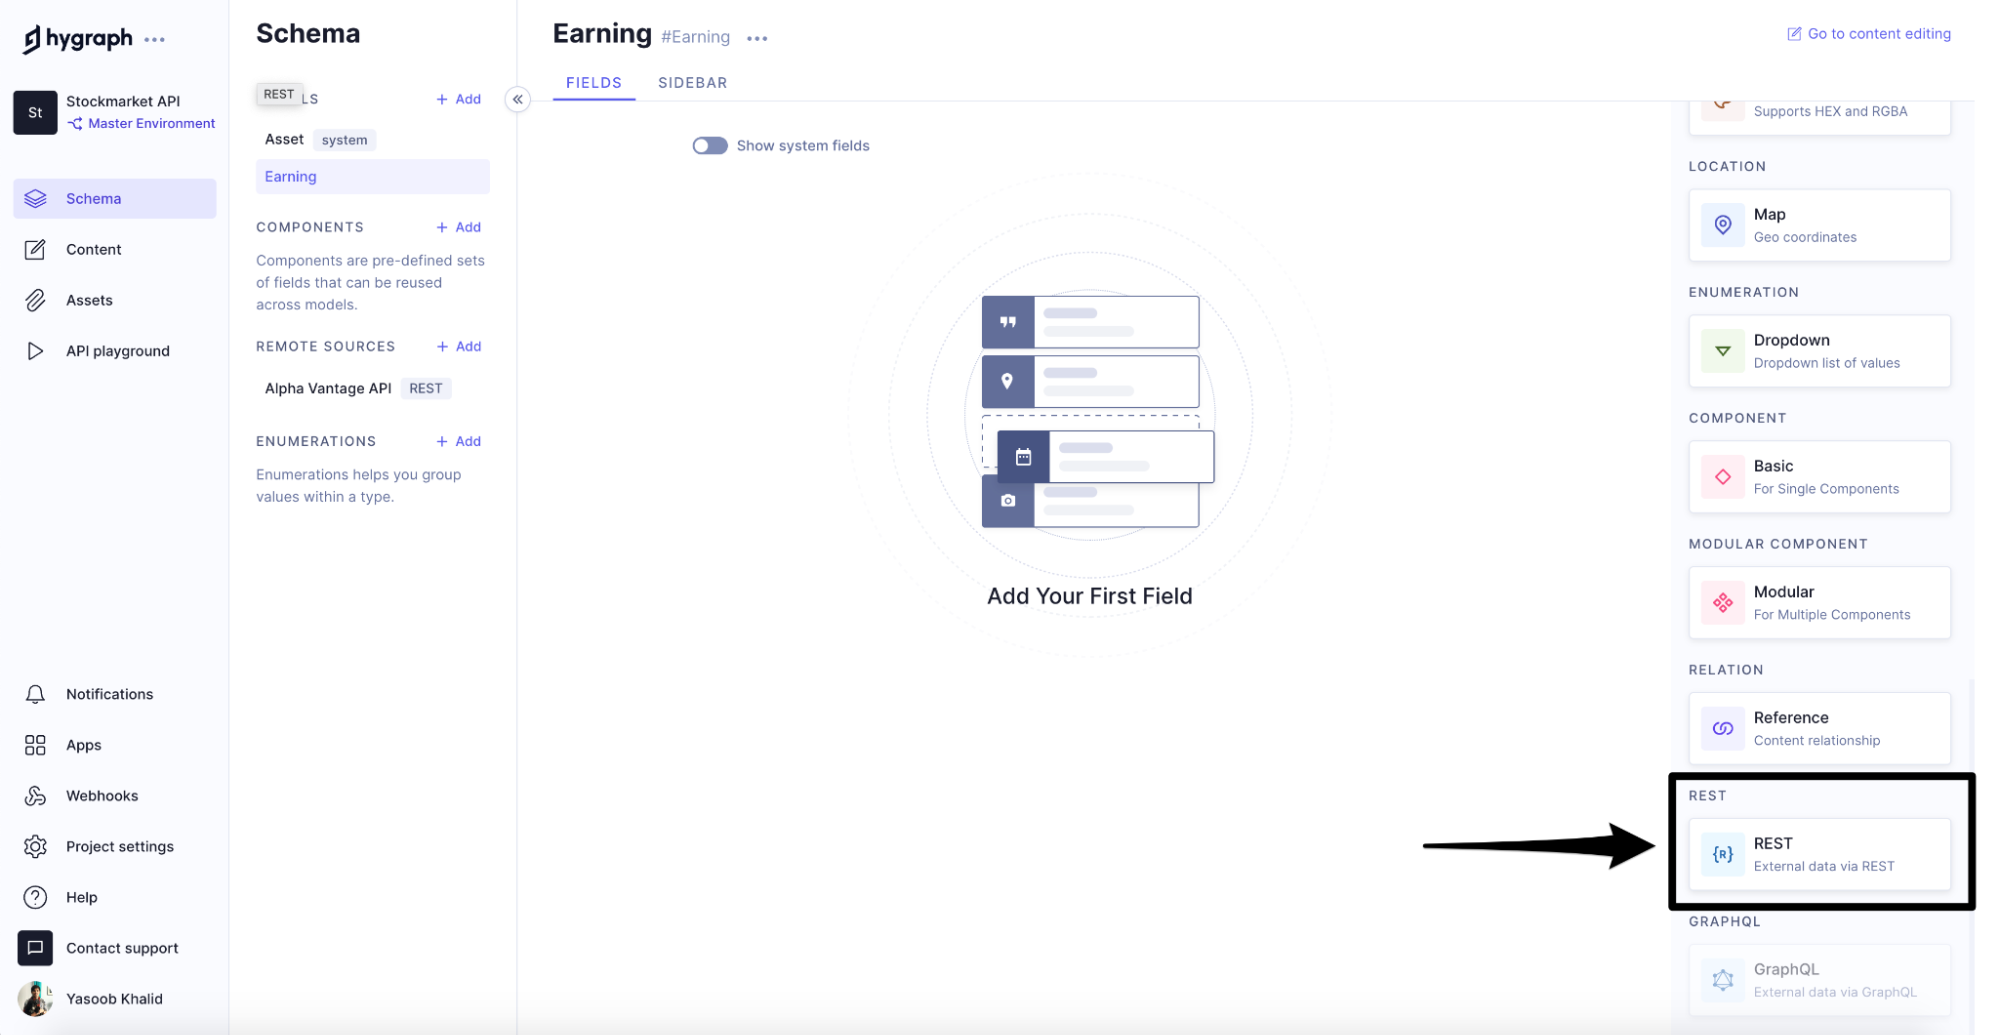 hygraph
St
Stockmarket API
Master Environment
Schema
Content
Assets
API playground
Notifications
Apps
Webhooks
Project settings
Help
Contact support
Yasoob Khalid
Schema
REST
LS
+ Add
Asset system
Earning
COMPONENTS + Add
Components are pre-defined sets
of fields that can be reused
across models.
REMOTE SOURCES + Add
Alpha Vantage API REST
ENUMERATIONS + Add
Enumerations helps you group
values within a type.
Earning #Earning
Go to content editing
FIELDS SIDEBAR
Show system fields
Add Your First Field
Supports HEX and RGBA
LOCATION
Map
Geo coordinates
ENUMERATION
Dropdown
Dropdown list of values
COMPONENT
Basic
For Single Components
MODULAR COMPONENT
Modular
For Multiple Components
RELATION
Reference
Content relationship
REST
{R} REST
External data via REST
GRAPHQL
GraphQL
External data via GraphQL